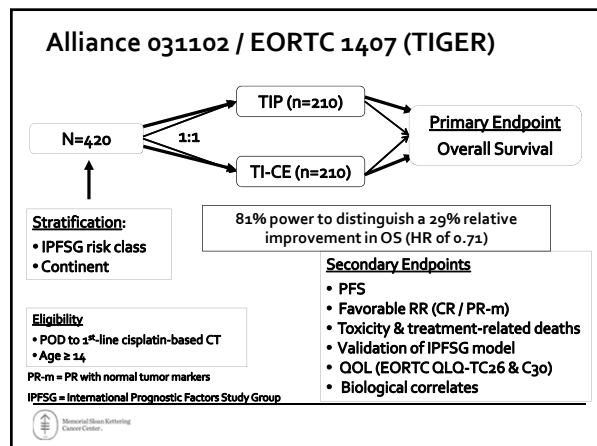 Alliance 031102 / EORTC 1407 (TIGER)
TIP (n=210)
N=420
1:1
TI-CE (n=210)
Primary Endpoint
Overall Survival
Stratification:
• IPFSG risk class
• Continent
81% power to distinguish a 29% relative
improvement in OS (HR of 0.71)
Eligibility
• POD to 1st-line cisplatin-based CT
• Age ≥ 14
PR-m = PR with normal tumor markers
IPFSG = International Prognostic Factors Study Group
Secondary Endpoints
• PFS
• Favorable RR (CR / PR-m)
• Toxicity & treatment-related deaths
• Validation of IPFSG model
• QOL (EORTC QLQ-TC26 & C30)
• Biological correlates
Memorial Sloan Kettering
Cancer Center